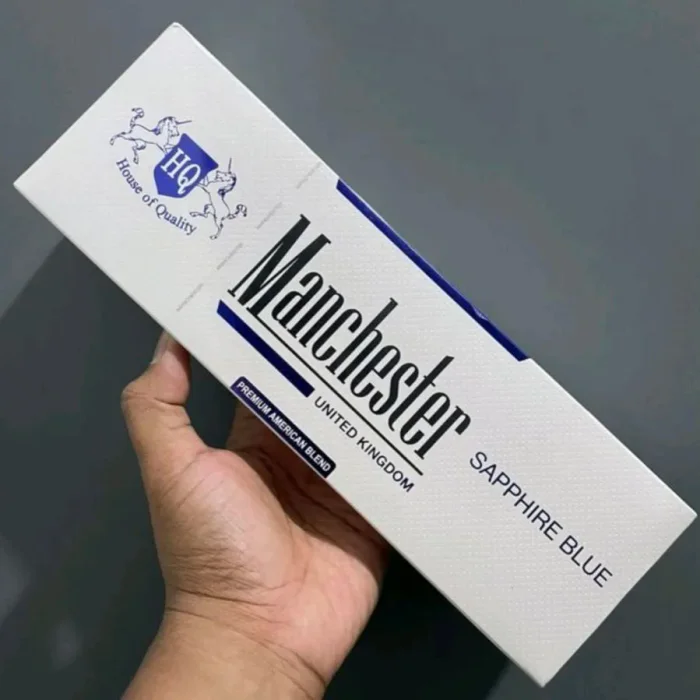 HQ
House of Quality
Manchester
UNITED KINGDOM
PREMIUM AMERICAN BLEND
SAPPHIRE BLUE